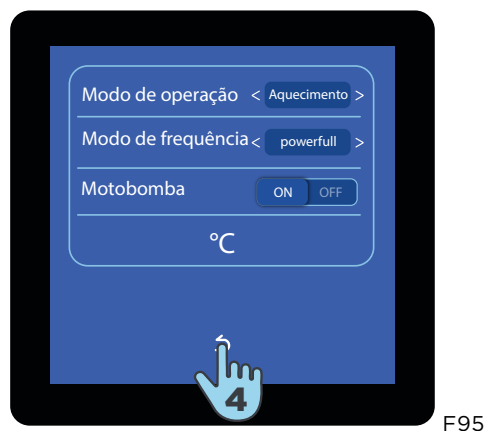 Modo de operação < Aquecimento >
Modo de frequência < powerfull >
Motobomba ON OFF
°C
4
F95